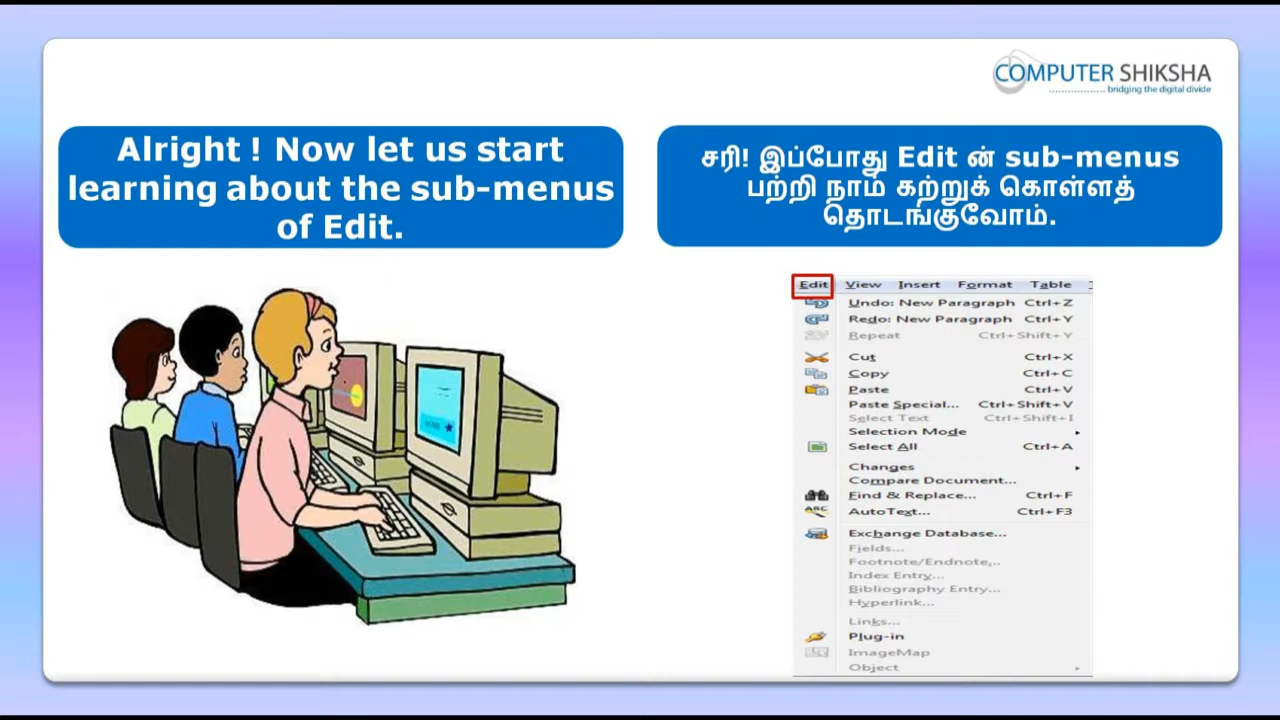 COMPUTER SHIKSHA
bridging the digital divide
Alright ! Now let us start
learning about the sub-menus
of Edit.
சரி! இப்போது Edit ன் sub-menus
பற்றி நாம் கற்றுக் கொள்ளத்
தொடங்குவோம்.
Edit View Insert Format Table
Undo: New Paragraph Ctrl+Z
Redo: New Paragraph Ctrl+Y
Repeat Ctrl+Shift+Y
Cut Ctrl+X
Copy Ctrl+C
Paste Ctrl+V
Paste Special... Ctrl+Shift+V
Select Text Ctrl+Shift+I
Selection Mode
Select All Ctrl+A
Changes
Compare Document...
Find & Replace... Ctrl+F
AutoText... Ctrl+F3
Exchange Database...
Fields...
Footnote/Endnote...
Index Entry...
Bibliography Entry...
Hyperlink...
Links...
Plug-in
ImageMap
Object